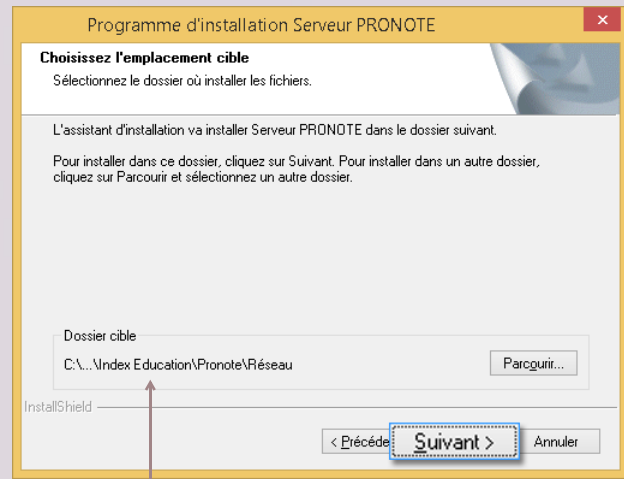 Programme d'installation Serveur PRONOTE
Choisissez l'emplacement cible
Sélectionnez le dossier où installer les fichiers.
L'assistant d'installation va installer Serveur PRONOTE dans le dossier suivant.
Pour installer dans ce dossier, cliquez sur Suivant. Pour installer dans un autre dossier,
cliquez sur Parcourir et sélectionnez un autre dossier.
Dossier cible
C:\...\Index Education\Pronote\Réseau
Parcourir...
InstallShield
< Précéde
Suivant >
Annuler